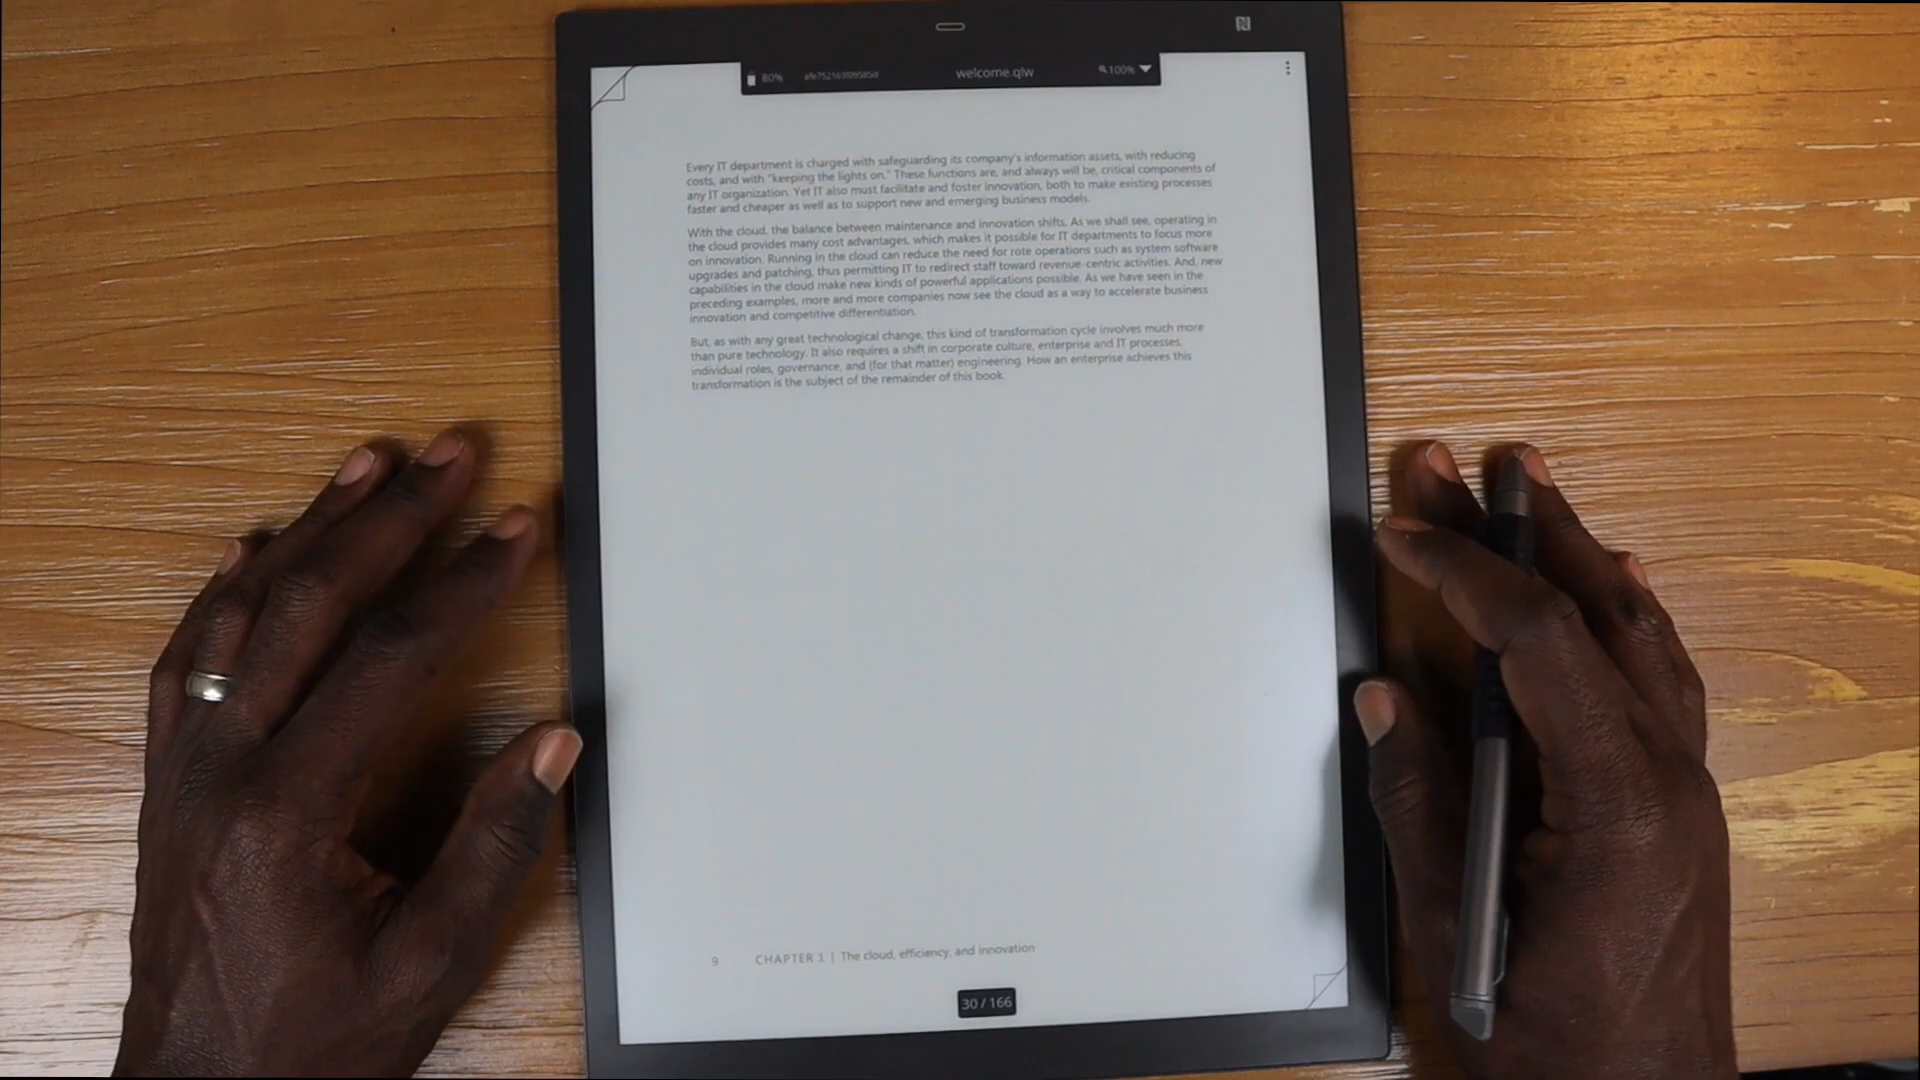 80%
welcome.qlw
100%
Every IT department is charged with safeguarding its company's information assets, with reducing
costs, and with "keeping the lights on." These functions are, and always will be, critical components of
any IT organization. Yet IT also must facilitate and foster innovation, both to make existing processes
faster and cheaper as well as to support new and emerging business models.
With the cloud, the balance between maintenance and innovation shifts. As we shall see, operating in
the cloud provides many cost advantages, which makes it possible for IT departments to focus more
on innovation. Running in the cloud can reduce the need for rote operations such as system software
upgrades and patching, thus permitting IT to redirect staff toward revenue-centric activities. And, new
capabilities in the cloud make new kinds of powerful applications possible. As we have seen in the
preceding examples, more and more companies now see the cloud as a way to accelerate business
innovation and competitive differentiation.
But, as with any great technological change, this kind of transformation cycle involves much more
than pure technology. It also requires a shift in corporate culture, enterprise and IT processes,
individual roles, governance, and (for that matter) engineering. How an enterprise achieves this
transformation is the subject of the remainder of this book.
9 CHAPTER 1 | The cloud, efficiency, and innovation
30 / 166